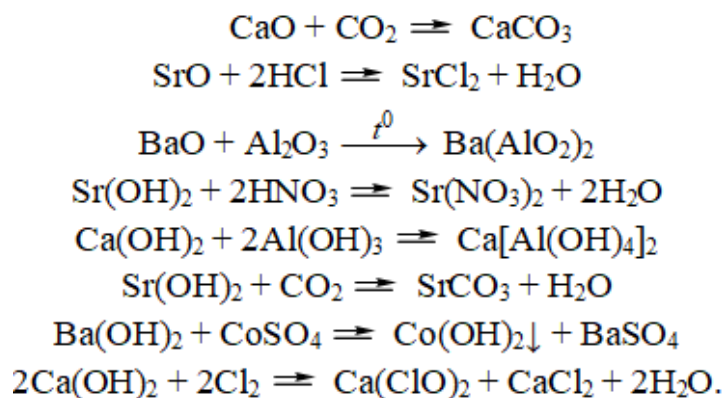 CaO + CO₂ ⇌ CaCO₃
SrO + 2HCl ⇌ SrCl₂ + H₂O
BaO + Al₂O₃ —t⁰→ Ba(AlO₂)₂
Sr(OH)₂ + 2HNO₃ ⇌ Sr(NO₃)₂ + 2H₂O
Ca(OH)₂ + 2Al(OH)₃ ⇌ Ca[Al(OH)₄]₂
Sr(OH)₂ + CO₂ ⇌ SrCO₃ + H₂O
Ba(OH)₂ + CoSO₄ ⇌ Co(OH)₂↓ + BaSO₄
2Ca(OH)₂ + 2Cl₂ ⇌ Ca(ClO)₂ + CaCl₂ + 2H₂O.